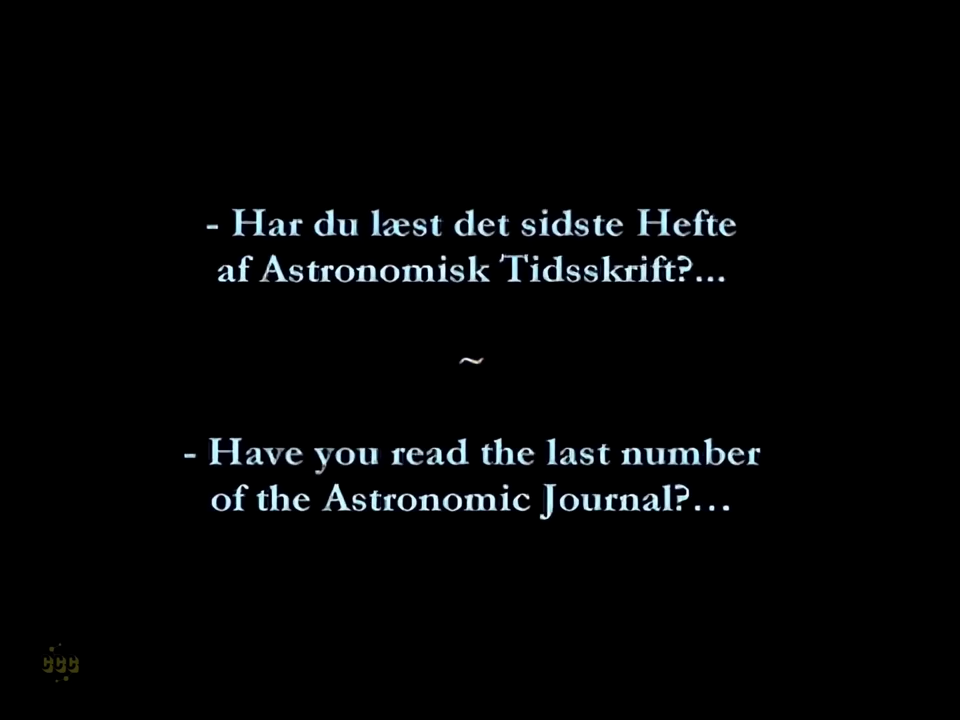 - Har du læst det sidste Hefte
af Astronomisk Tidsskrift?...
~
- Have you read the last number
of the Astronomic Journal?...
CCC